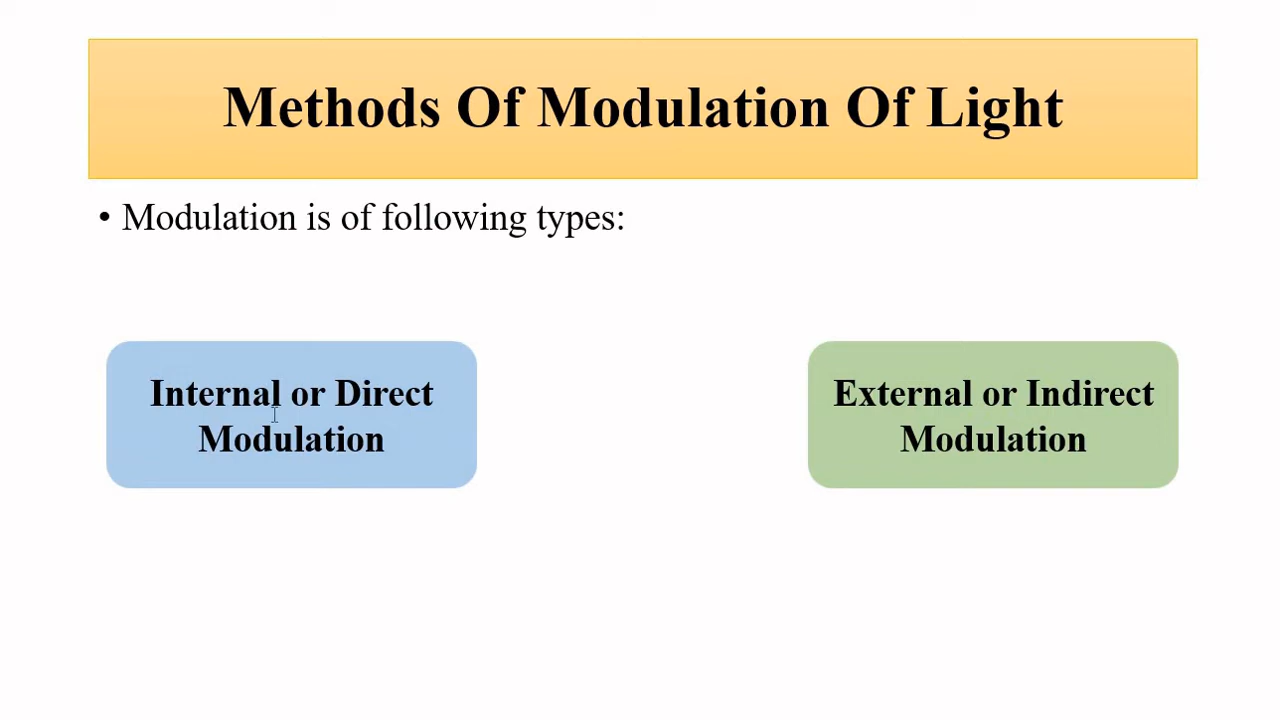 Methods Of Modulation Of Light
• Modulation is of following types:
Internal or Direct
Modulation
External or Indirect
Modulation